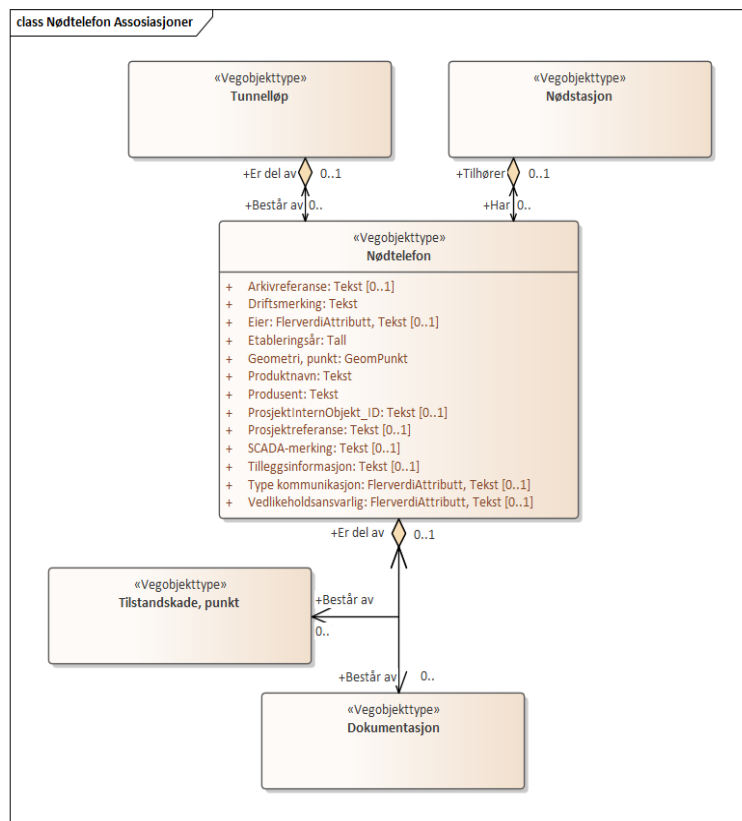 class Nødtelefon Assosiasjoner
«Vegobjekttype»
Tunnelløp
«Vegobjekttype»
Nødstasjon
+Er del av 0..1
+Tilhører 0..1
+Består av 0..
+Har 0..
«Vegobjekttype»
Nødtelefon
+ Arkivreferanse: Tekst [0..1]
+ Driftsmerking: Tekst
+ Eier: FlerverdiAttributt, Tekst [0..1]
+ Etableringsår: Tall
+ Geometri, punkt: GeomPunkt
+ Produktnavn: Tekst
+ Produsent: Tekst
+ ProsjektInternObjekt_ID: Tekst [0..1]
+ Prosjektreferanse: Tekst [0..1]
+ SCADA-merking: Tekst [0..1]
+ Tilleggsinformasjon: Tekst [0..1]
+ Type kommunikasjon: FlerverdiAttributt, Tekst [0..1]
+ Vedlikeholdsansvarlig: FlerverdiAttributt, Tekst [0..1]
+Er del av 0..1
«Vegobjekttype»
Tilstandskade, punkt
+Består av
0..
+Består av 0..
«Vegobjekttype»
Dokumentasjon